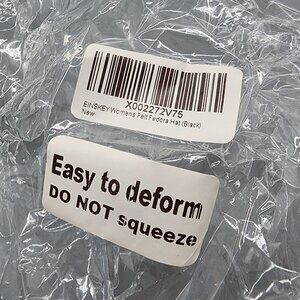 X002272V75
EINSKEY Womens Felt Fedora Hat (Black)
New
Easy to deform
DO NOT squeeze